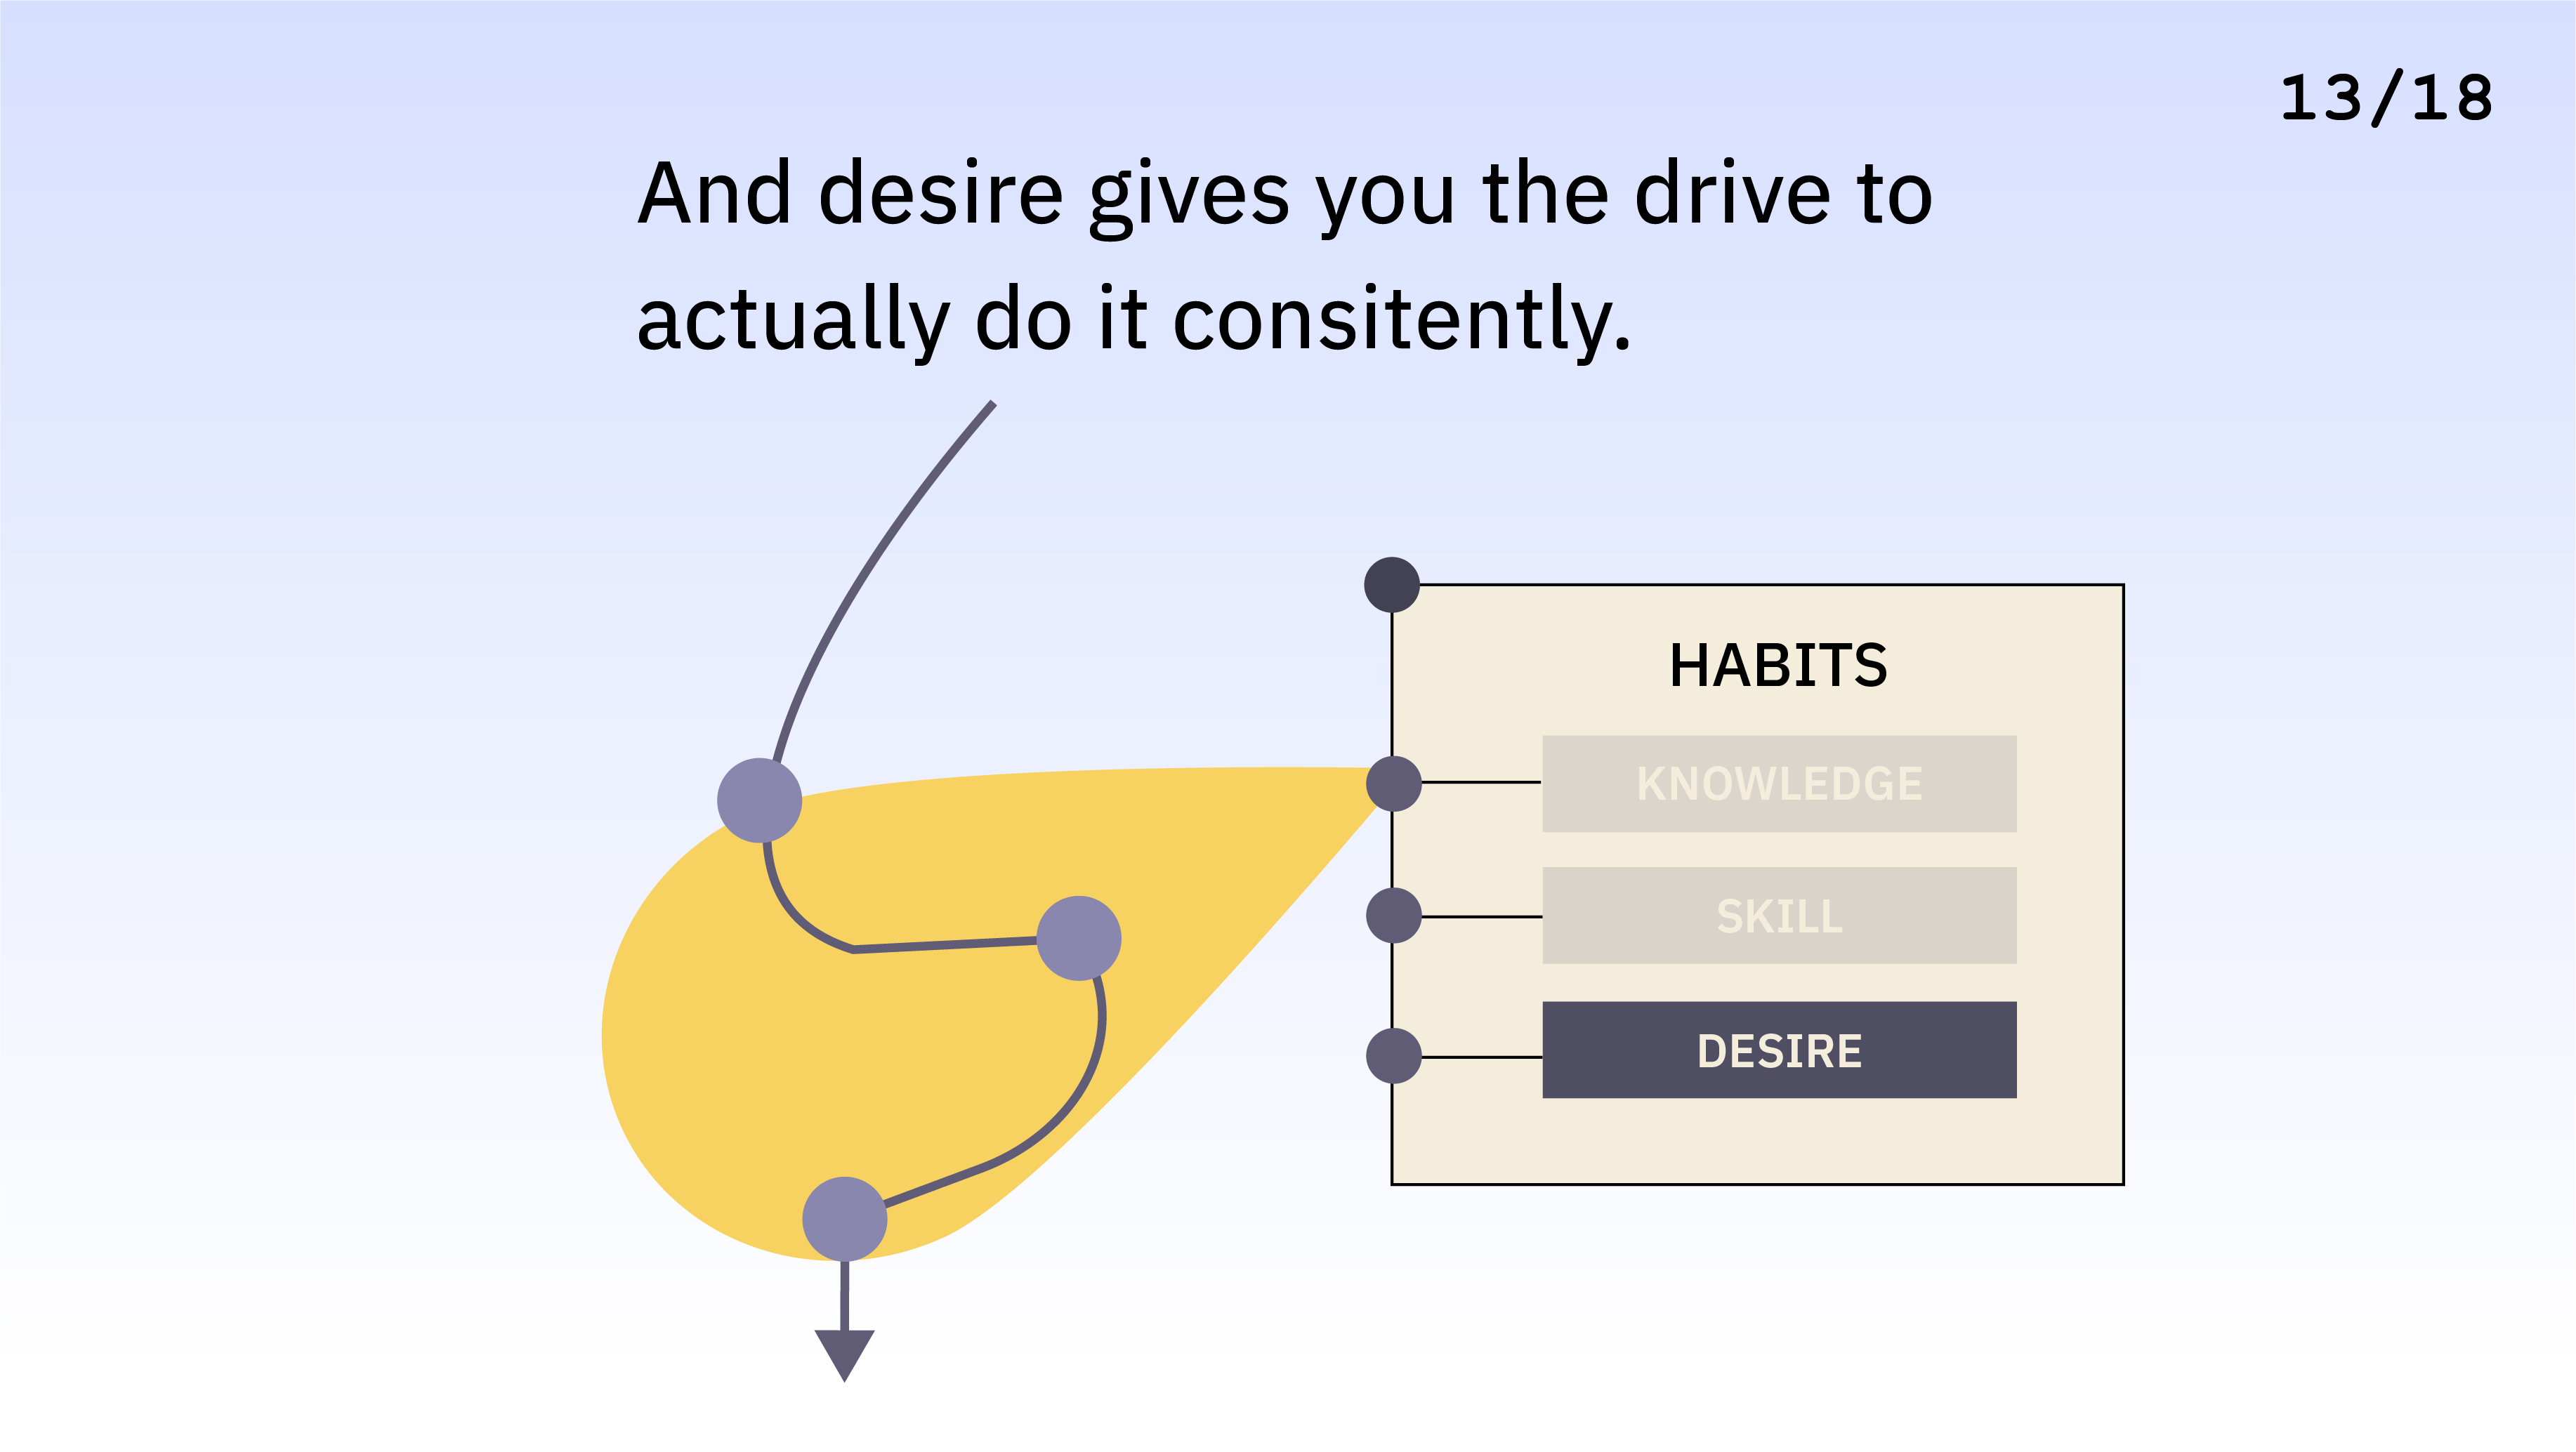 13/18
And desire gives you the drive to
actually do it consitently.
HABITS
KNOWLEDGE
SKILL
DESIRE